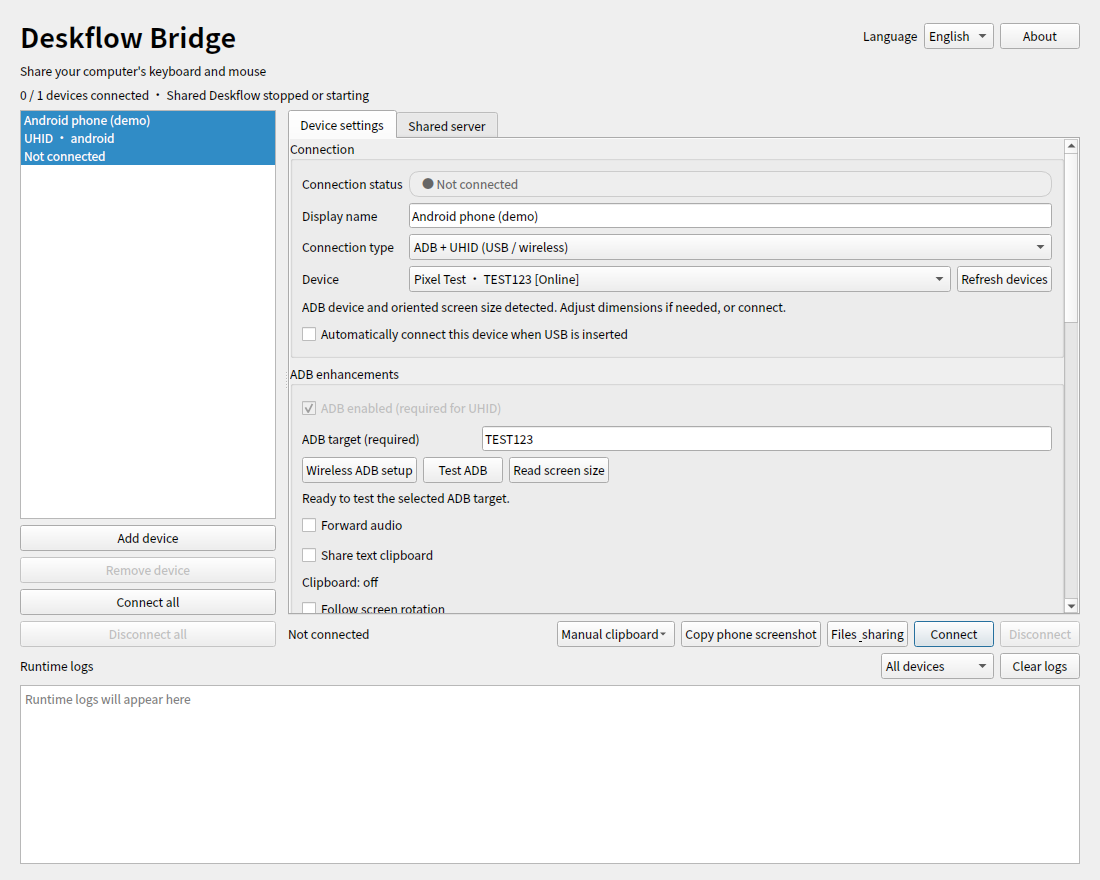 Deskflow Bridge
Language English About
Share your computer's keyboard and mouse
0 / 1 devices connected • Shared Deskflow stopped or starting
Android phone (demo)
UHID • android
Not connected
Add device
Remove device
Connect all
Disconnect all
Device settings Shared server
Connection
Connection status Not connected
Display name Android phone (demo)
Connection type ADB + UHID (USB / wireless)
Device Pixel Test • TEST123 [Online] Refresh devices
ADB device and oriented screen size detected. Adjust dimensions if needed, or connect.
Automatically connect this device when USB is inserted
ADB enhancements
ADB enabled (required for UHID)
ADB target (required) TEST123
Wireless ADB setup Test ADB Read screen size
Ready to test the selected ADB target.
Forward audio
Share text clipboard
Clipboard: off
Follow screen rotation
Not connected Manual clipboard Copy phone screenshot Files_sharing Connect Disconnect
Runtime logs All devices Clear logs
Runtime logs will appear here